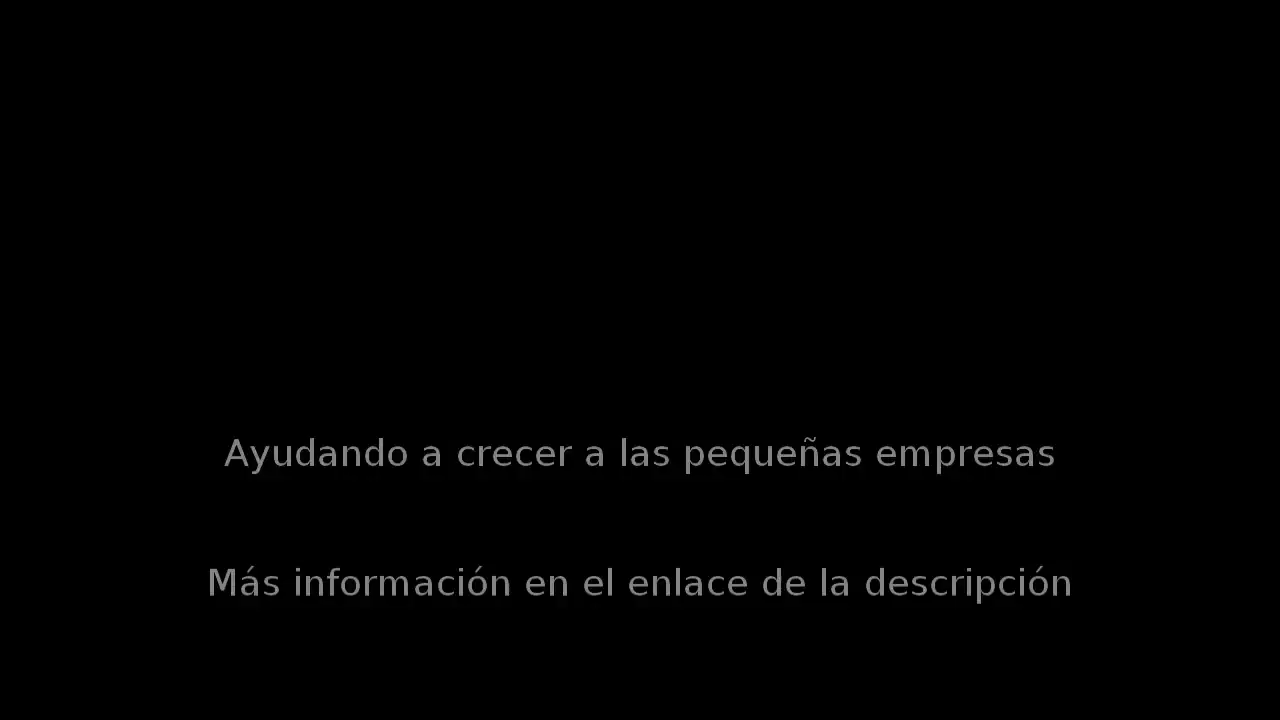 Ayudando a crecer a las pequeñas empresas
Más información en el enlace de la descripción